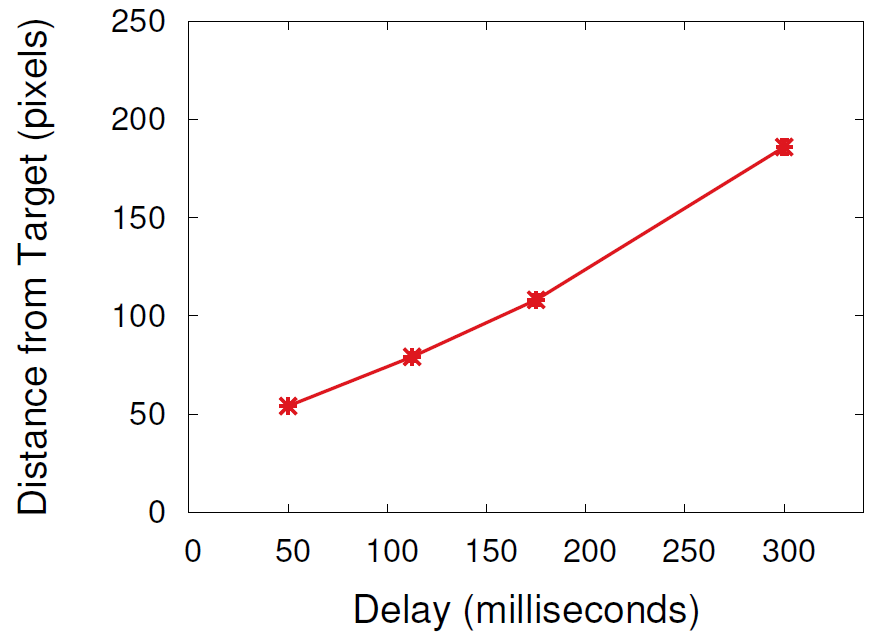 Distance from Target (pixels)
250
200
150
100
50
0
0 50 100 150 200 250 300
Delay (milliseconds)